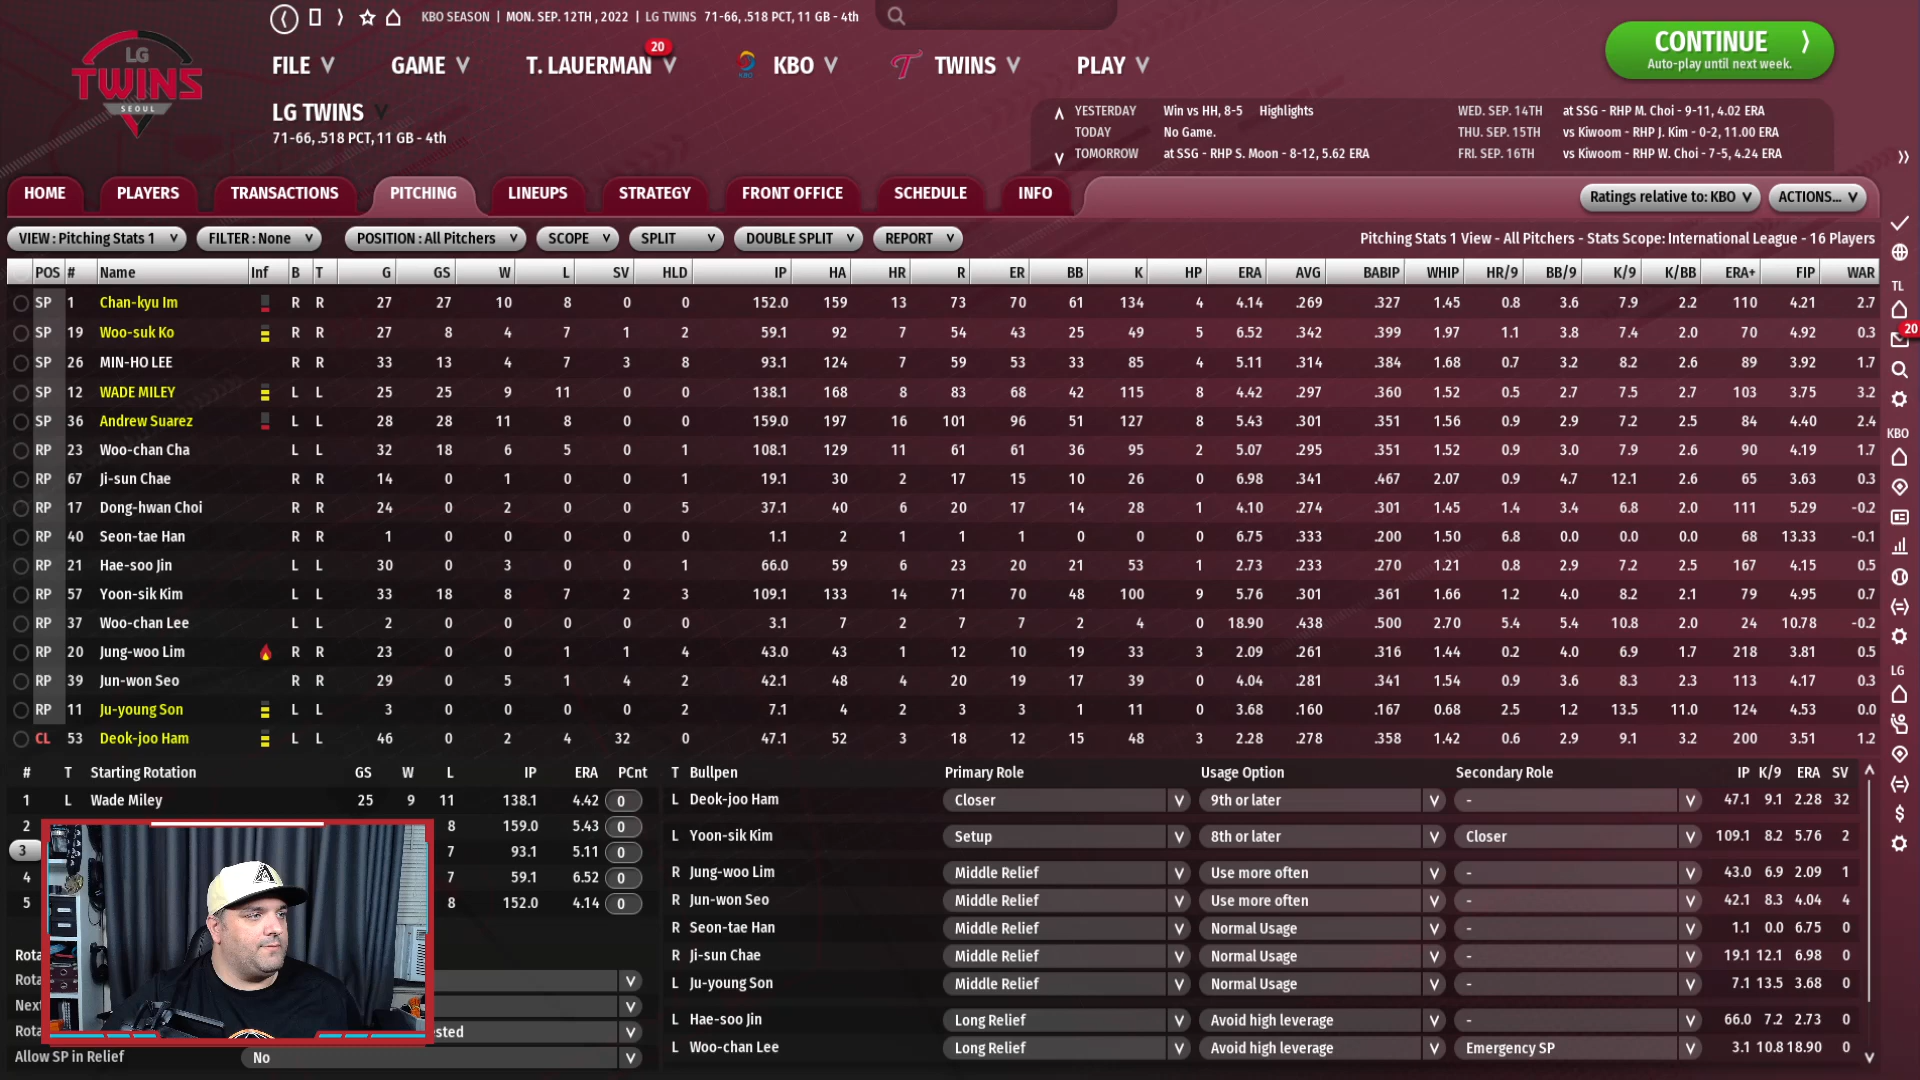 KBO SEASON | MON. SEP. 12TH , 2022 | LG TWINS 71-66, .518 PCT, 11 GB - 4th
LG
TWINS
SEOUL
FILE GAME T. LAUERMAN 20 KBO TWINS PLAY
CONTINUE
Auto-play until next week.
LG TWINS
71-66, .518 PCT, 11 GB - 4th
YESTERDAY Win vs HH, 8-5 Highlights WED. SEP. 14TH at SSG - RHP M. Choi - 9-11, 4.02 ERA
TODAY No Game. THU. SEP. 15TH vs Kiwoom - RHP J. Kim - 0-2, 11.00 ERA
TOMORROW at SSG - RHP S. Moon - 8-12, 5.62 ERA FRI. SEP. 16TH vs Kiwoom - RHP W. Choi - 7-5, 4.24 ERA
HOME PLAYERS TRANSACTIONS PITCHING LINEUPS STRATEGY FRONT OFFICE SCHEDULE INFO Ratings relative to: KBO ACTIONS...
VIEW : Pitching Stats 1 FILTER : None POSITION : All Pitchers SCOPE SPLIT DOUBLE SPLIT REPORT Pitching Stats 1 View - All Pitchers - Stats Scope: International League - 16 Players
POS # Name Inf B T G GS W L SV HLD IP HA HR R ER BB K HP ERA AVG BABIP WHIP HR/9 BB/9 K/9 K/BB ERA+ FIP WAR
SP 1 Chan-kyu Im R R 27 27 10 8 0 0 152.0 159 13 73 70 61 134 4 4.14 .269 .327 1.45 0.8 3.6 7.9 2.2 110 4.21 2.7
SP 19 Woo-suk Ko R R 27 8 4 7 1 2 59.1 92 7 54 43 25 49 5 6.52 .342 .399 1.97 1.1 3.8 7.4 2.0 70 4.92 0.3
SP 26 MIN-HO LEE R R 33 13 4 7 3 8 93.1 124 7 59 53 33 85 4 5.11 .314 .384 1.68 0.7 3.2 8.2 2.6 89 3.92 1.7
SP 12 WADE MILEY L L 25 25 9 11 0 0 138.1 168 8 83 68 42 115 8 4.42 .297 .360 1.52 0.5 2.7 7.5 2.7 103 3.75 3.2
SP 36 Andrew Suarez L L 28 28 11 8 0 0 159.0 197 16 101 96 51 127 8 5.43 .301 .351 1.56 0.9 2.9 7.2 2.5 84 4.40 2.4
RP 23 Woo-chan Cha L L 32 18 6 5 0 1 108.1 129 11 61 61 36 95 2 5.07 .295 .351 1.52 0.9 3.0 7.9 2.6 90 4.19 1.7
RP 67 Ji-sun Chae R R 14 0 1 0 0 1 19.1 30 2 17 15 10 26 0 6.98 .341 .467 2.07 0.9 4.7 12.1 2.6 65 3.63 0.3
RP 17 Dong-hwan Choi R R 24 0 2 0 0 5 37.1 40 6 20 17 14 28 1 4.10 .274 .301 1.45 1.4 3.4 6.8 2.0 111 5.29 -0.2
RP 40 Seon-tae Han R R 1 0 0 0 0 0 1.1 2 1 1 1 0 0 0 6.75 .333 .200 1.50 6.8 0.0 0.0 0.0 68 13.33 -0.1
RP 21 Hae-soo Jin L L 30 0 3 0 0 1 66.0 59 6 23 20 21 53 1 2.73 .233 .270 1.21 0.8 2.9 7.2 2.5 167 4.15 0.5
RP 57 Yoon-sik Kim L L 33 18 8 7 2 3 109.1 133 14 71 70 48 100 9 5.76 .301 .361 1.66 1.2 4.0 8.2 2.1 79 4.95 0.7
RP 37 Woo-chan Lee L L 2 0 0 0 0 0 3.1 7 2 7 7 2 4 0 18.90 .438 .500 2.70 5.4 5.4 10.8 2.0 24 10.78 -0.2
RP 20 Jung-woo Lim R R 23 0 0 1 1 4 43.0 43 1 12 10 19 33 3 2.09 .261 .316 1.44 0.2 4.0 6.9 1.7 218 3.81 0.5
RP 39 Jun-won Seo R R 29 0 5 1 4 2 42.1 48 4 20 19 17 39 0 4.04 .281 .341 1.54 0.9 3.6 8.3 2.3 113 4.17 0.3
RP 11 Ju-young Son L L 3 0 0 0 0 2 7.1 4 2 3 3 1 11 0 3.68 .160 .167 0.68 2.5 1.2 13.5 11.0 124 4.53 0.0
CL 53 Deok-joo Ham L L 46 0 2 4 32 0 47.1 52 3 18 12 15 48 3 2.28 .278 .358 1.42 0.6 2.9 9.1 3.2 200 3.51 1.2
# T Starting Rotation GS W L IP ERA PCnt
1 L Wade Miley 25 9 11 138.1 4.42 0
2 8 159.0 5.43 0
3 7 93.1 5.11 0
4 7 59.1 6.52 0
5 8 152.0 4.14 0
Rota
Rota
Next
Rota ested
Allow SP in Relief No
T Bullpen Primary Role Usage Option Secondary Role IP K/9 ERA SV
L Deok-joo Ham Closer 9th or later - 47.1 9.1 2.28 32
L Yoon-sik Kim Setup 8th or later Closer 109.1 8.2 5.76 2
R Jung-woo Lim Middle Relief Use more often - 43.0 6.9 2.09 1
R Jun-won Seo Middle Relief Use more often - 42.1 8.3 4.04 4
R Seon-tae Han Middle Relief Normal Usage - 1.1 0.0 6.75 0
R Ji-sun Chae Middle Relief Normal Usage - 19.1 12.1 6.98 0
L Ju-young Son Middle Relief Normal Usage - 7.1 13.5 3.68 0
L Hae-soo Jin Long Relief Avoid high leverage - 66.0 7.2 2.73 0
L Woo-chan Lee Long Relief Avoid high leverage Emergency SP 3.1 10.8 18.90 0
TL
20
KBO
LG